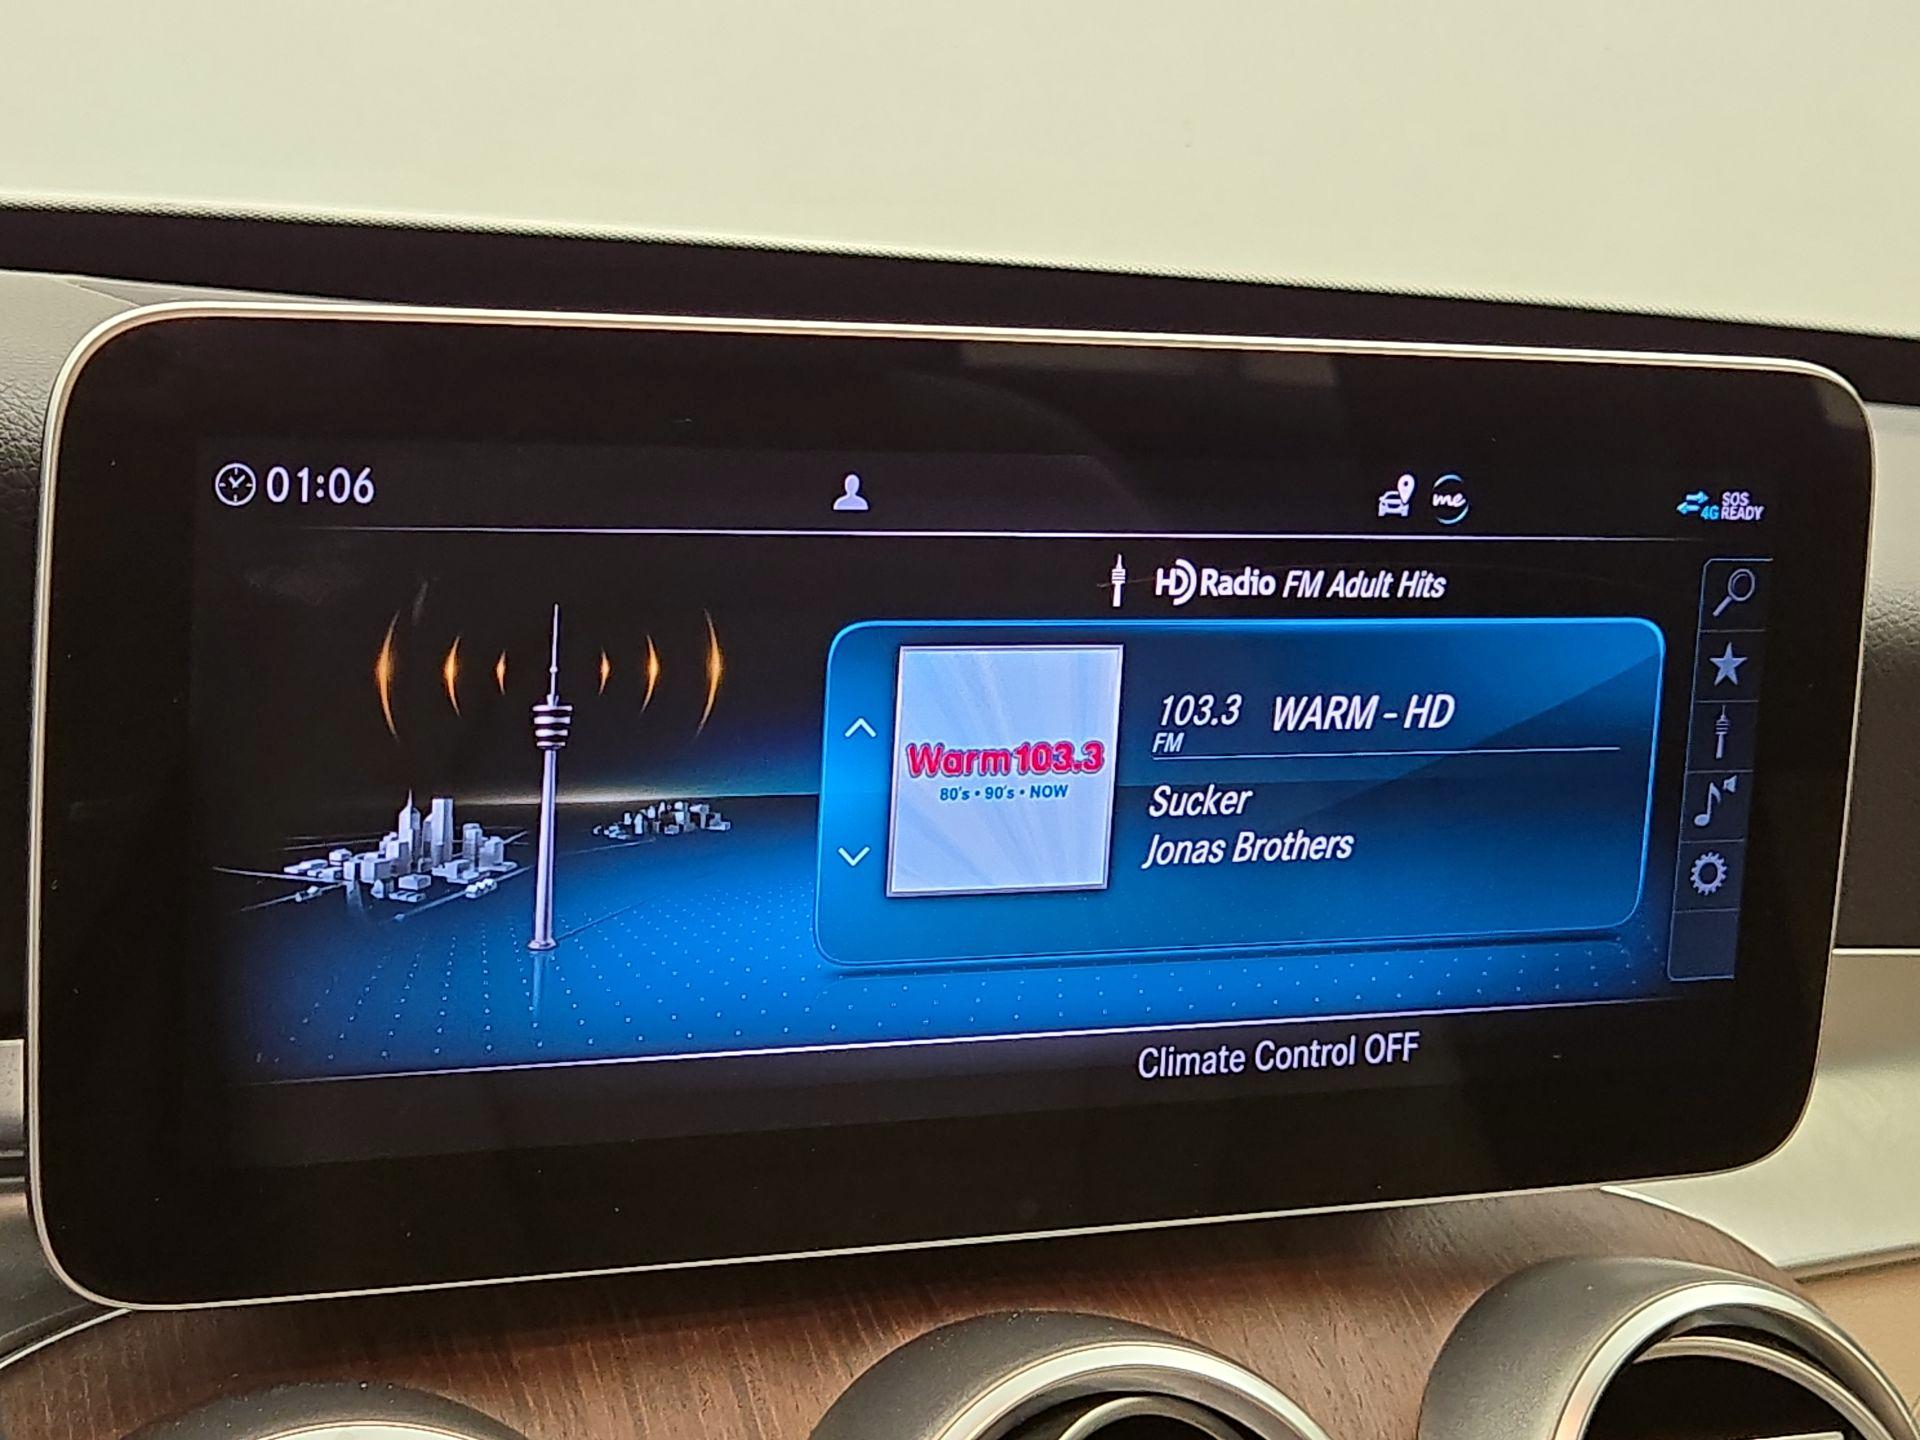 01:06
me
4G SOS READY
HD Radio FM Adult Hits
Warm 103.3
80's • 90's • NOW
103.3 WARM - HD
FM
Sucker
Jonas Brothers
Climate Control OFF